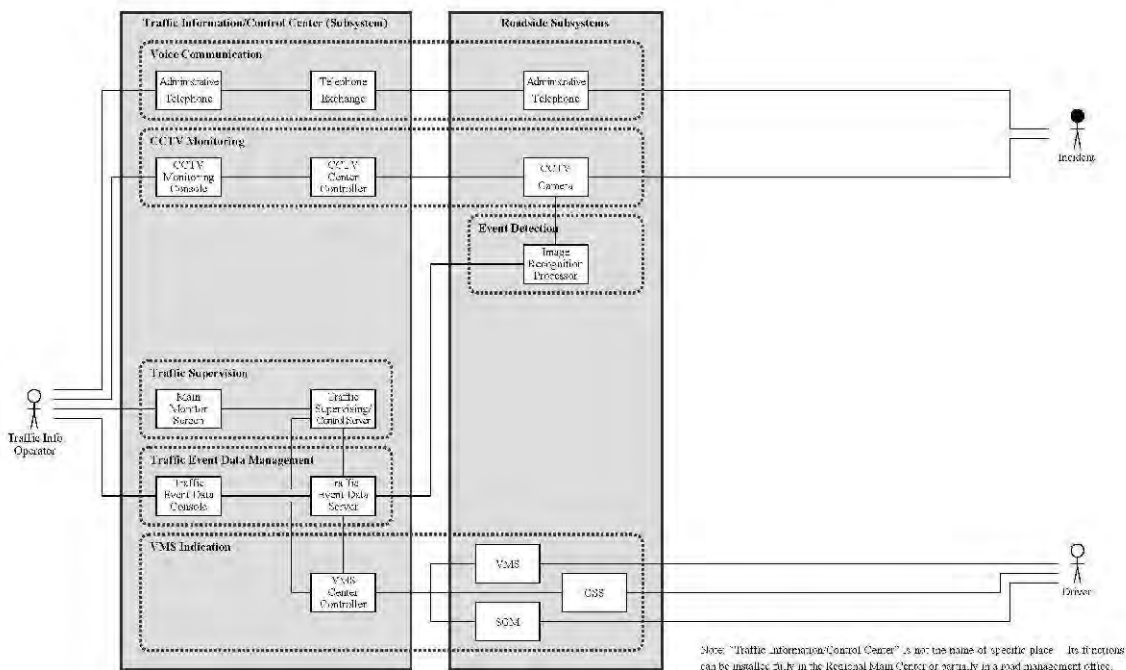 Traffic Information/Control Center (Subsystem)
Roadside Subsystems
Voice Communication
Administrative
Telephone
Telephone
Exchange
Administrative
Telephone
Incident
CCTV Monitoring
CCTV
Monitoring
Console
CCTV
Center
Controller
CCTV
Camera
Event Detection
Image
Recognition
Processor
Traffic Supervision
Main
Monitor
Screen
Traffic
Supervising/
Control Server
Traffic Info
Operator
Traffic Event Data Management
Traffic
Event Data
Console
Traffic
Event Data
Server
VMS Indication
VMS
Center
Controller
VMS
CSS
SGM
Driver
Note: "Traffic Information/Control Center" is not the name of specific place. Its functions
can be installed fully in the Regional Main Center or partially in a road management office.